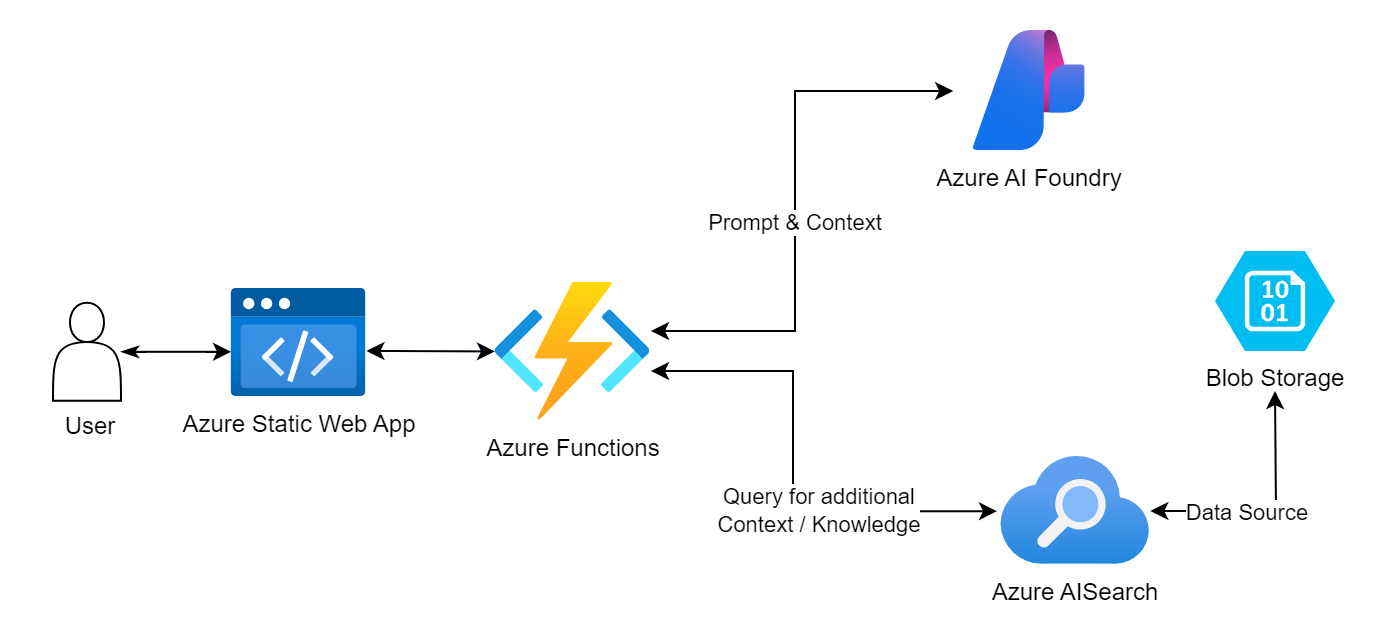 Azure AI Foundry
Prompt & Context
10
01
Blob Storage
User
Azure Static Web App
Azure Functions
Query for additional
Context / Knowledge
Data Source
Azure AISearch